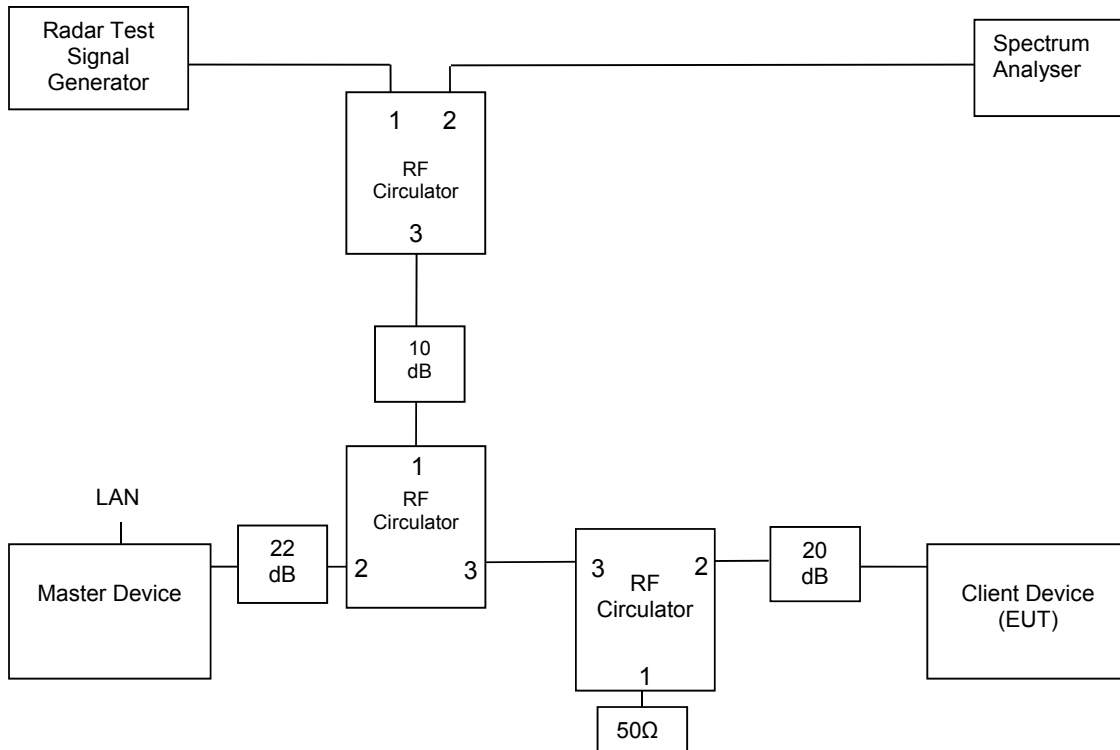 Radar Test
Signal
Generator
Spectrum
Analyser
1 2
RF
Circulator
3
10
dB
1
RF
Circulator
2
3
LAN
Master Device
22
dB
3
RF
Circulator
2
1
50Ω
20
dB
Client Device
(EUT)